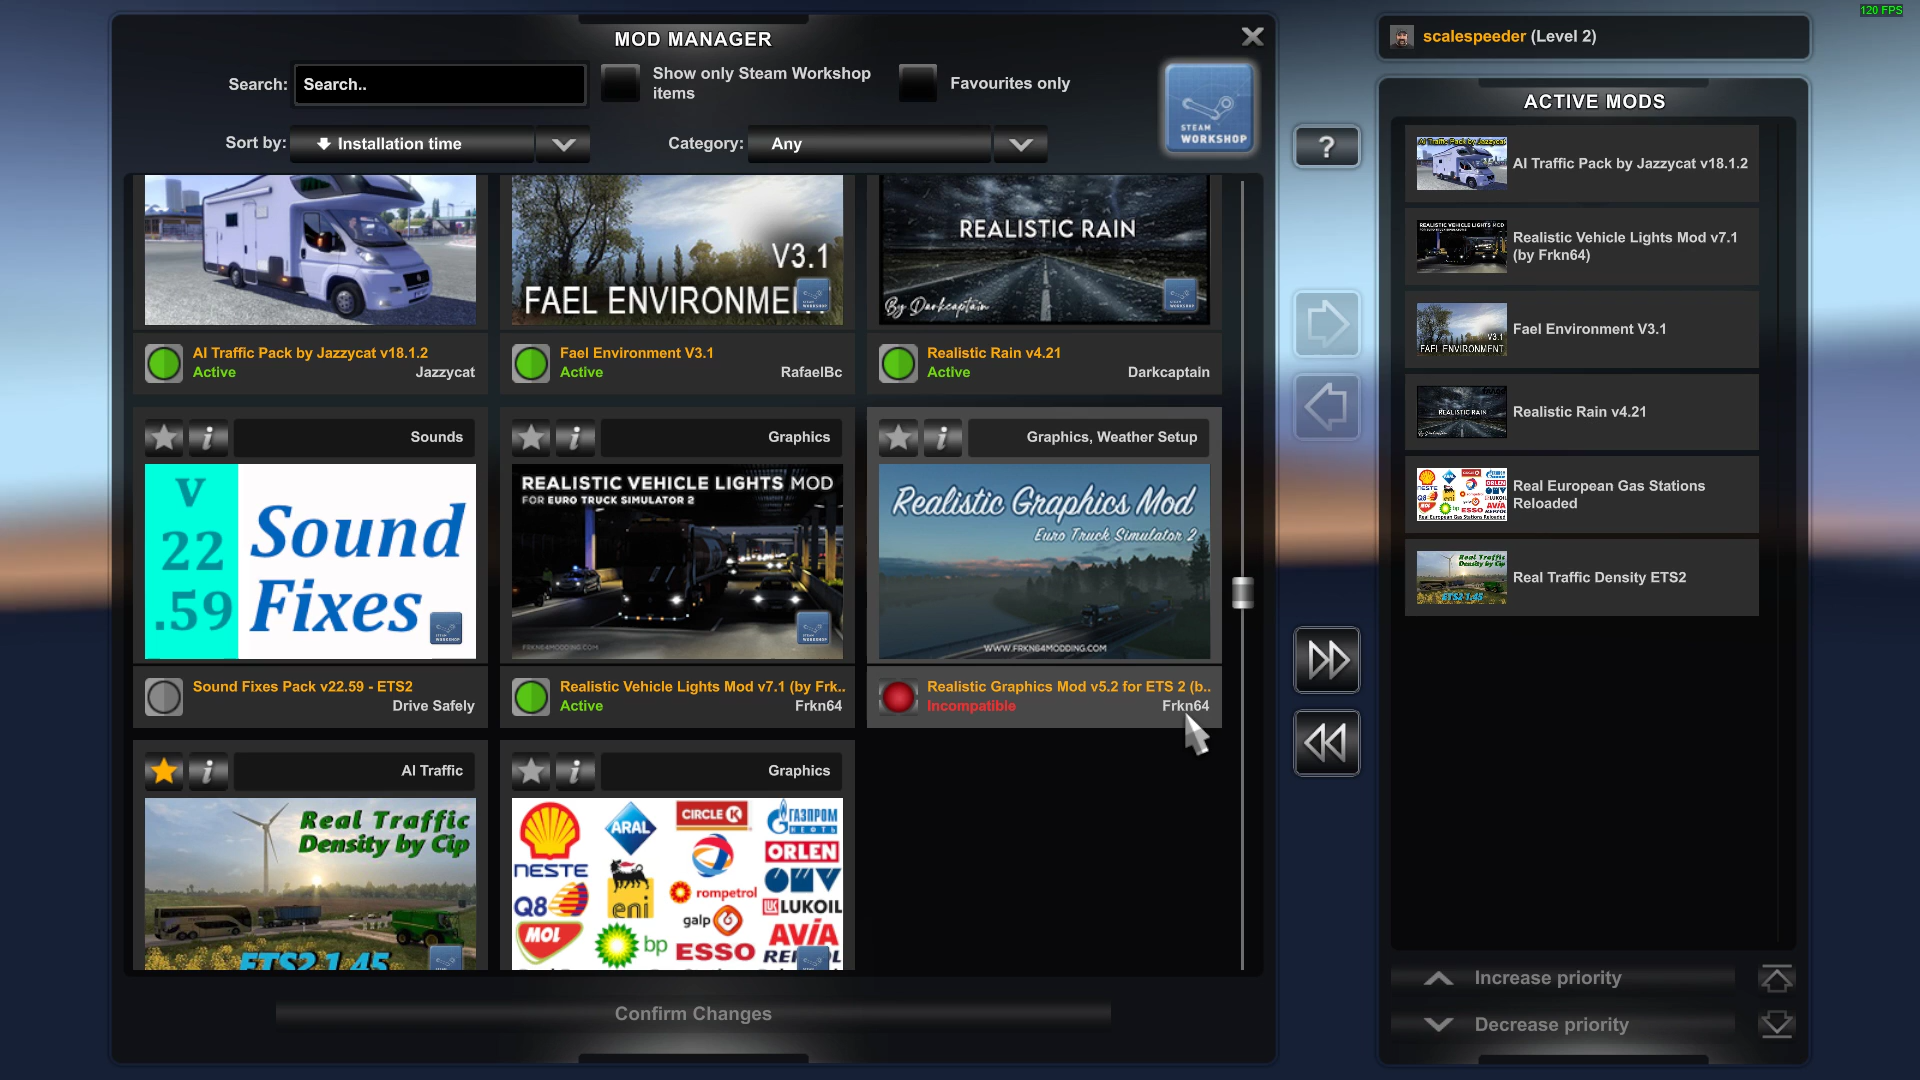 120 FPS
MOD MANAGER
Search:
Search..
Show only Steam Workshop
items
Favourites only
STEAM
WORKSHOP
Sort by:
Installation time
Category:
Any
?
V3.1
FAEL ENVIRONME
REALISTIC RAIN
By Darkcaptain
AI Traffic Pack by Jazzycat v18.1.2
Active
Jazzycat
Fael Environment V3.1
Active
RafaelBc
Realistic Rain v4.21
Active
Darkcaptain
Sounds
V
22
.59
Sound
Fixes
Sound Fixes Pack v22.59 - ETS2
Drive Safely
Graphics
REALISTIC VEHICLE LIGHTS MOD
FOR EURO TRUCK SIMULATOR 2
FRKN64MODDING.COM
Realistic Vehicle Lights Mod v7.1 (by Frk..
Active
Frkn64
Graphics, Weather Setup
Realistic Graphics Mod
Euro Truck Simulator 2
WWW.FRKN64MODDING.COM
Realistic Graphics Mod v5.2 for ETS 2 (b..
Incompatible
Frkn64
AI Traffic
Real Traffic
Density by Cip
ETS2 1.45
Graphics
NESTE
ARAL
CIRCLE K
ГАЗПРОМ
НЕФТЬ
ORLEN
Q8
eni
rompetrol
OMV
LUKOIL
galp
MOL
bp
ESSO
AVIA
Confirm Changes
scalespeeder (Level 2)
ACTIVE MODS
AI Traffic Pack by Jazzycat v18.1.2
Realistic Vehicle Lights Mod v7.1
(by Frkn64)
Fael Environment V3.1
Realistic Rain v4.21
Real European Gas Stations
Reloaded
Real Traffic Density ETS2
Increase priority
Decrease priority